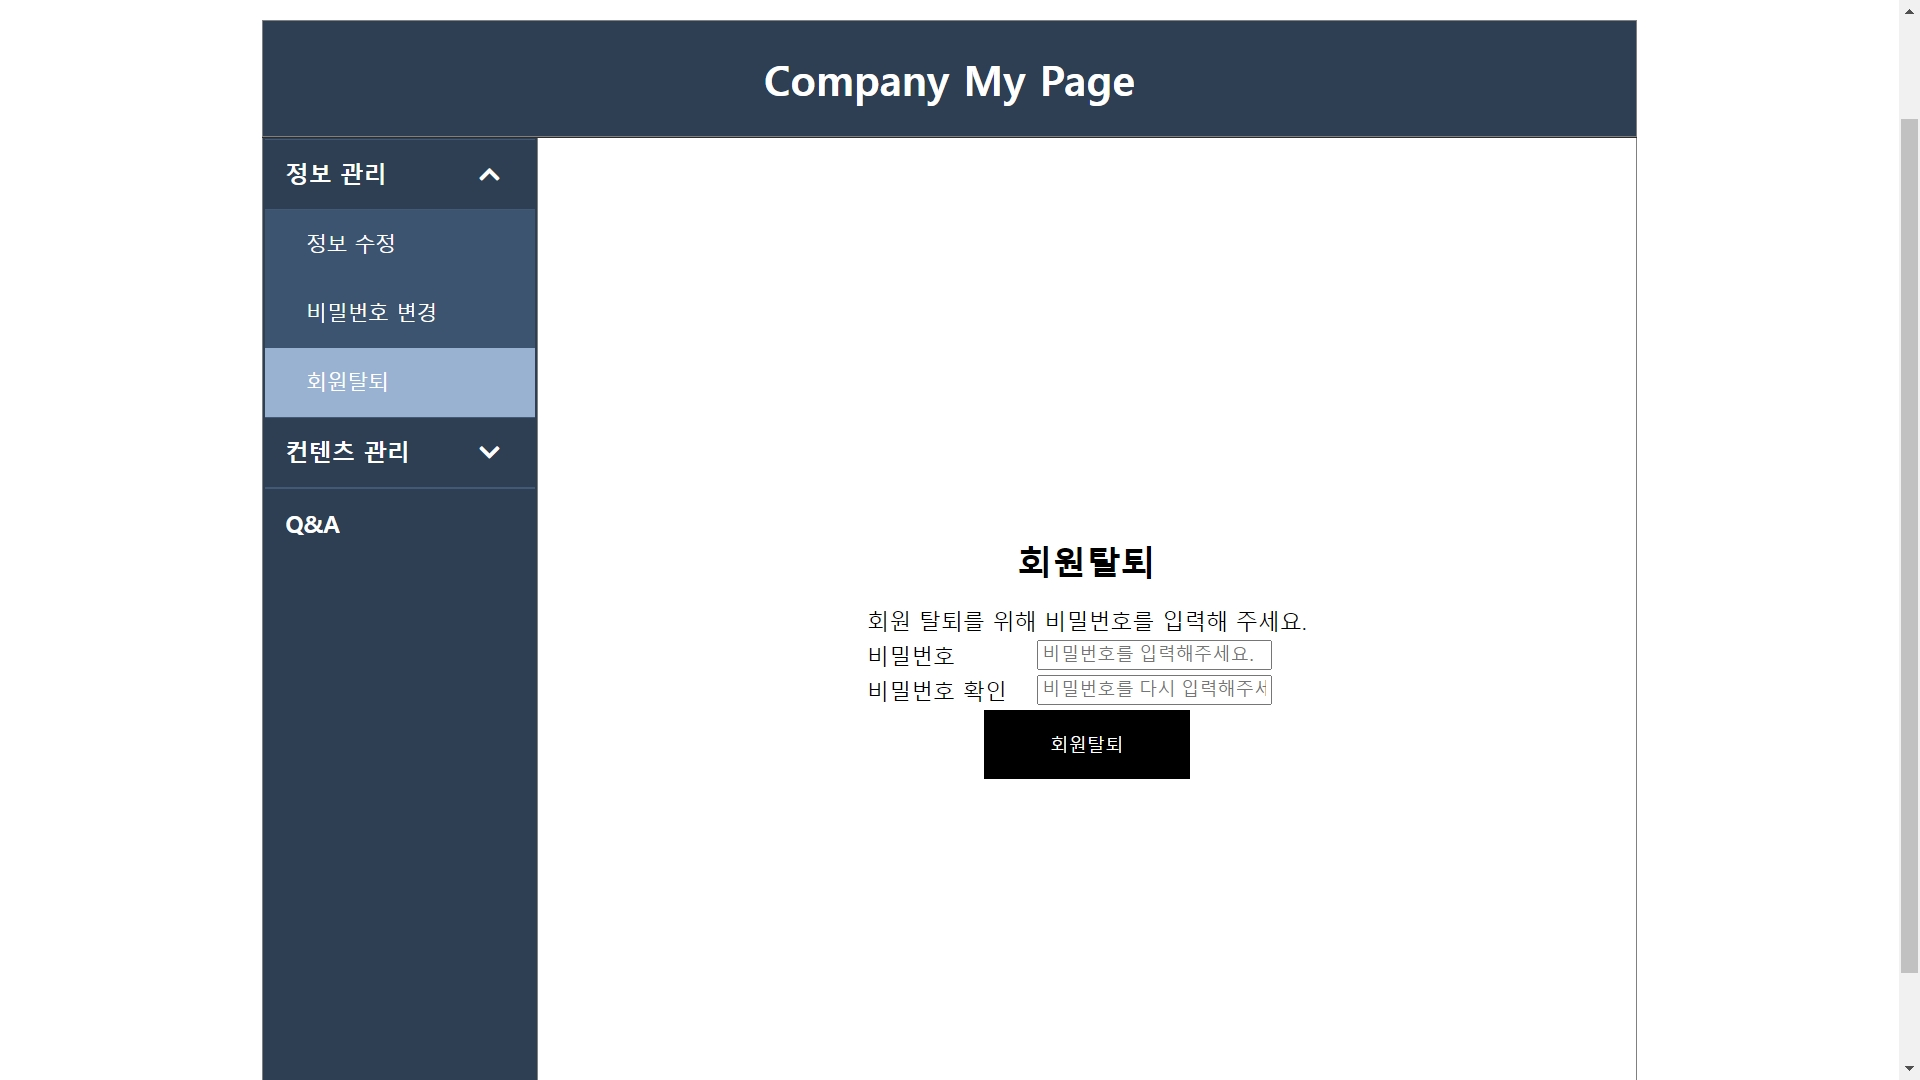 Company My Page
정보 관리
정보 수정
비밀번호 변경
회원탈퇴
컨텐츠 관리
Q&A
회원탈퇴
회원 탈퇴를 위해 비밀번호를 입력해 주세요.
비밀번호 비밀번호를 입력해주세요.
비밀번호 확인 비밀번호를 다시 입력해주
회원탈퇴